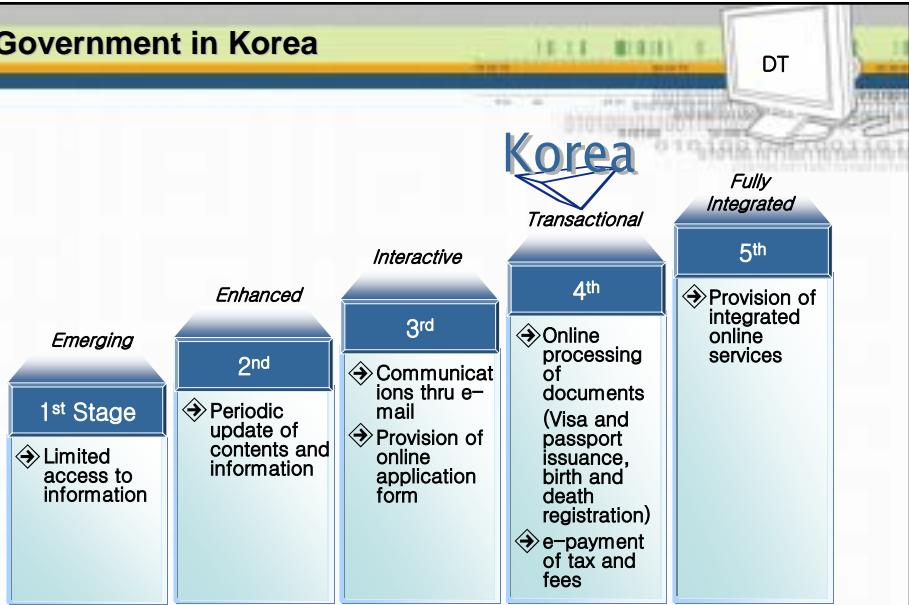 Government in Korea
DT
Korea
Emerging
1st Stage
Limited
access to
information
Enhanced
2nd
Periodic
update of
contents and
information
Interactive
3rd
Communicat
ions thru e-
mail
Provision of
online
application
form
Transactional
4th
Online
processing
of
documents
(Visa and
passport
issuance,
birth and
death
registration)
e-payment
of tax and
fees
Fully
Integrated
5th
Provision of
integrated
online
services